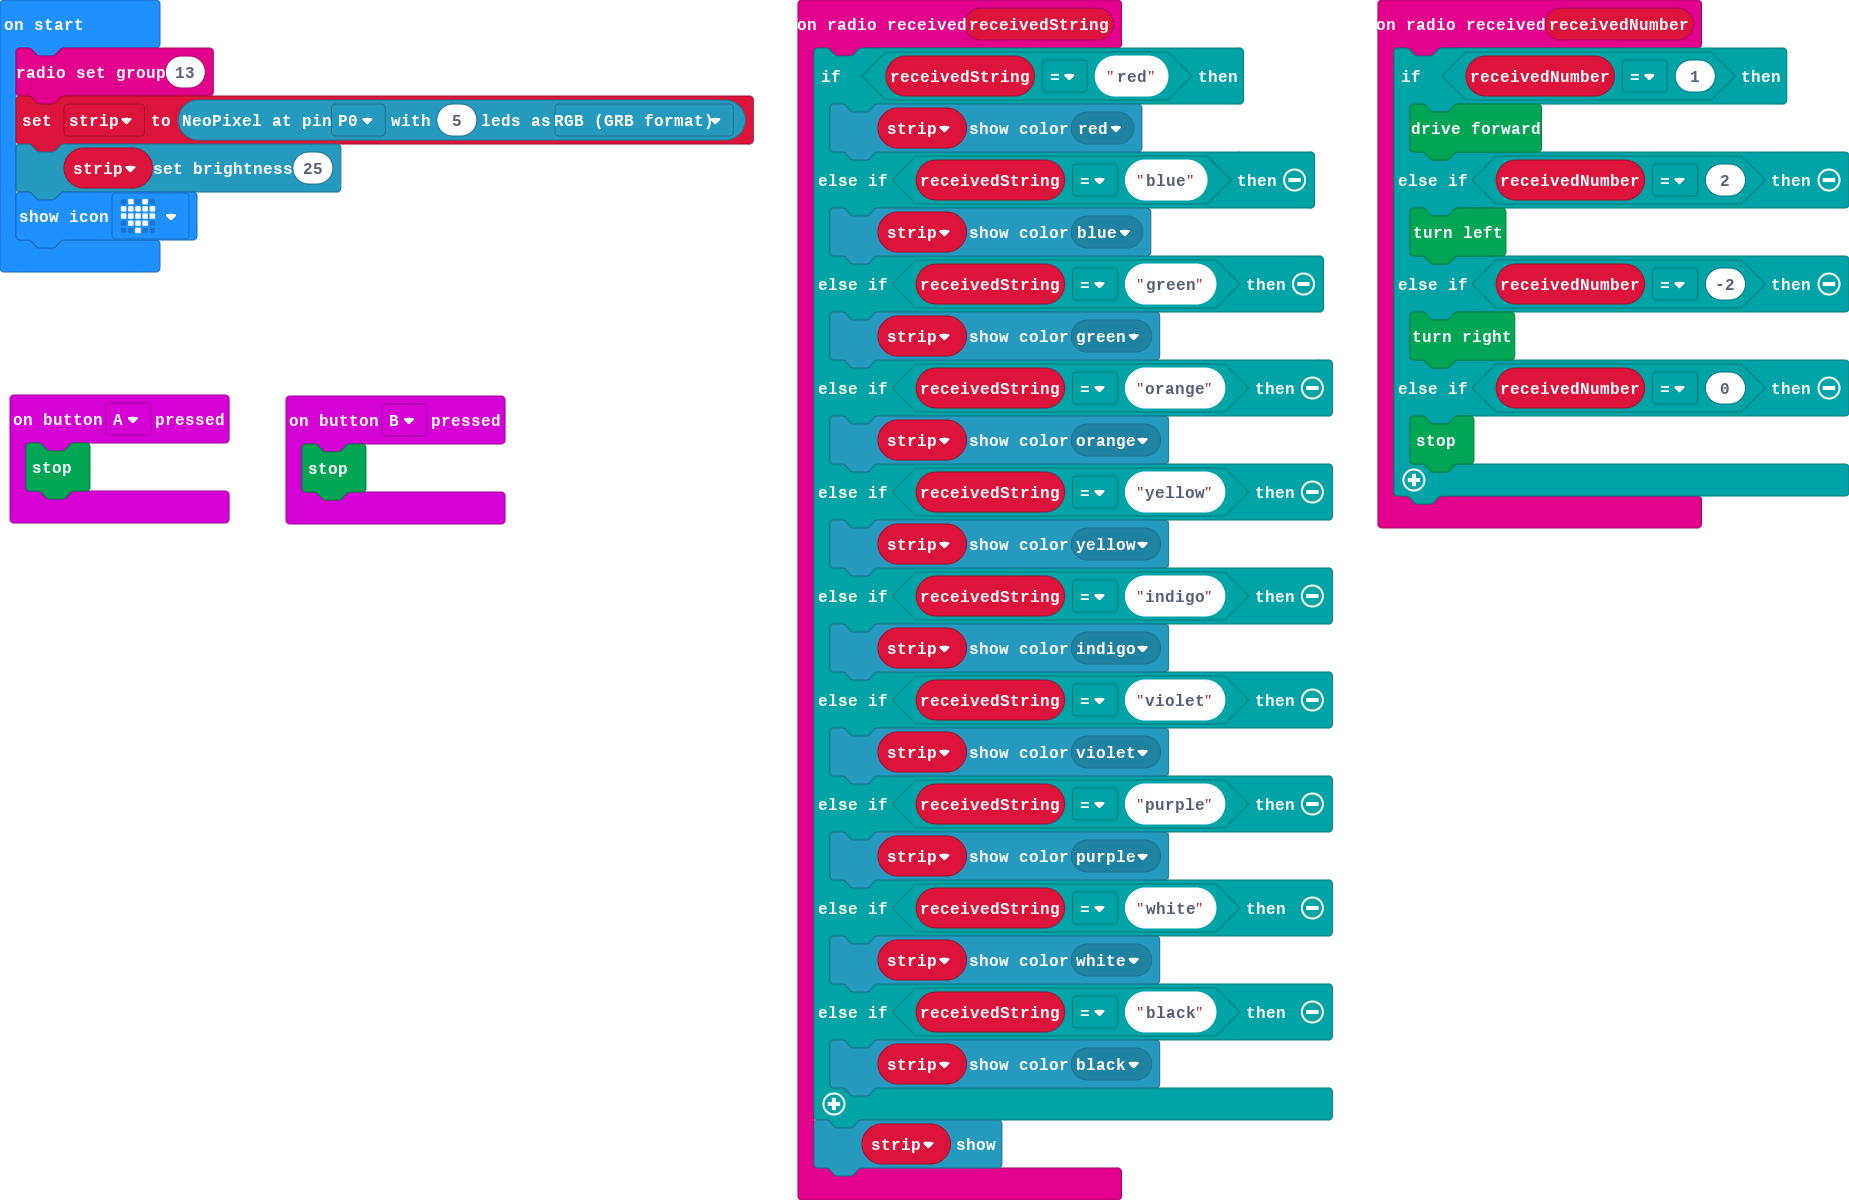 on start
radio set group 13
set strip to NeoPixel at pin P0 with 5 leds as RGB (GRB format)
strip set brightness 25
show icon
on button A pressed
stop
on button B pressed
stop
on radio received receivedString
if receivedString = "red" then
strip show color red
else if receivedString = "blue" then
strip show color blue
else if receivedString = "green" then
strip show color green
else if receivedString = "orange" then
strip show color orange
else if receivedString = "yellow" then
strip show color yellow
else if receivedString = "indigo" then
strip show color indigo
else if receivedString = "violet" then
strip show color violet
else if receivedString = "purple" then
strip show color purple
else if receivedString = "white" then
strip show color white
else if receivedString = "black" then
strip show color black
strip show
on radio received receivedNumber
if receivedNumber = 1 then
drive forward
else if receivedNumber = 2 then
turn left
else if receivedNumber = -2 then
turn right
else if receivedNumber = 0 then
stop